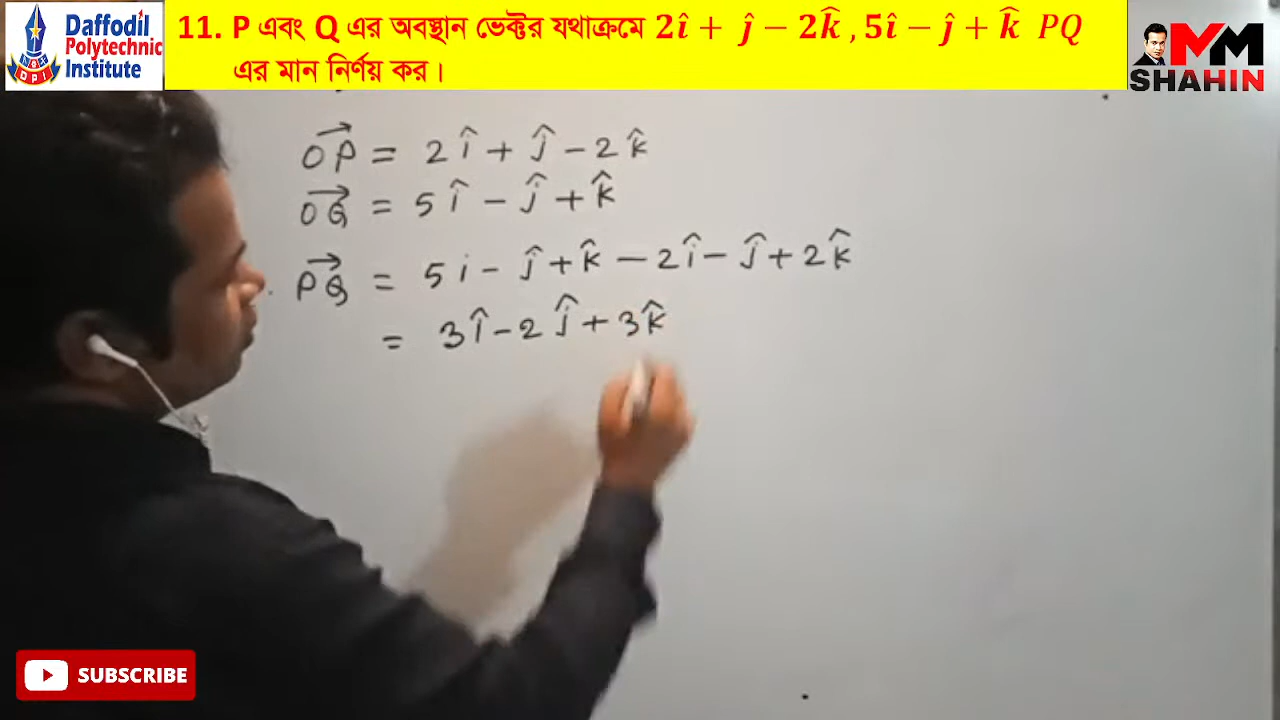 Daffodil
Polytechnic
Institute
DPI
11. P এবং Q এর অবস্থান ভেক্টর যথাক্রমে 2î + ĵ − 2k̂ , 5î − ĵ + k̂ PQ
এর মান নির্ণয় কর।
MM
SHAHIN
OP⃗ = 2î + ĵ − 2k̂
OQ⃗ = 5î − ĵ + k̂
PQ⃗ = 5i − ĵ + k̂ − 2î − ĵ + 2k̂
= 3î − 2ĵ + 3k̂
SUBSCRIBE